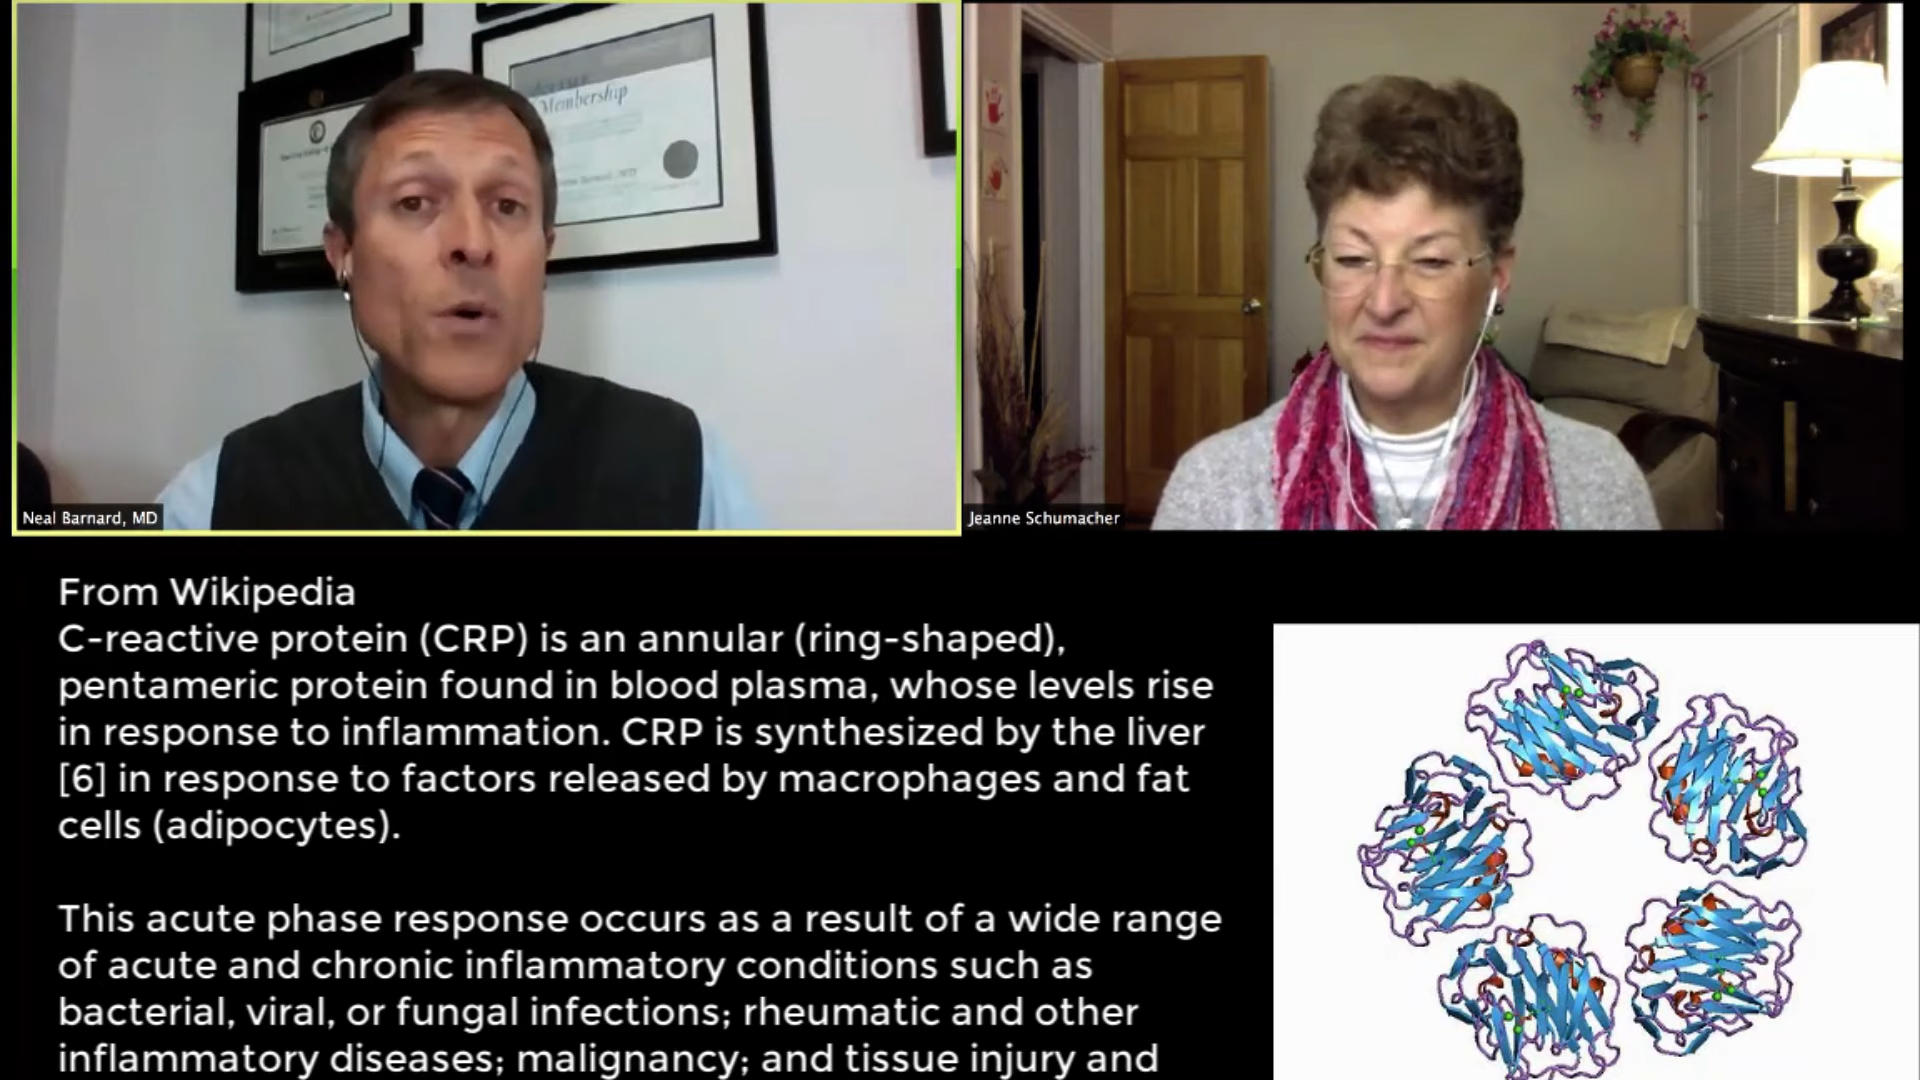 Membership
Neal Barnard, MD
Jeanne Schumacher
From Wikipedia
C-reactive protein (CRP) is an annular (ring-shaped),
pentameric protein found in blood plasma, whose levels rise
in response to inflammation. CRP is synthesized by the liver
[6] in response to factors released by macrophages and fat
cells (adipocytes).
This acute phase response occurs as a result of a wide range
of acute and chronic inflammatory conditions such as
bacterial, viral, or fungal infections; rheumatic and other
inflammatory diseases; malignancy; and tissue injury and